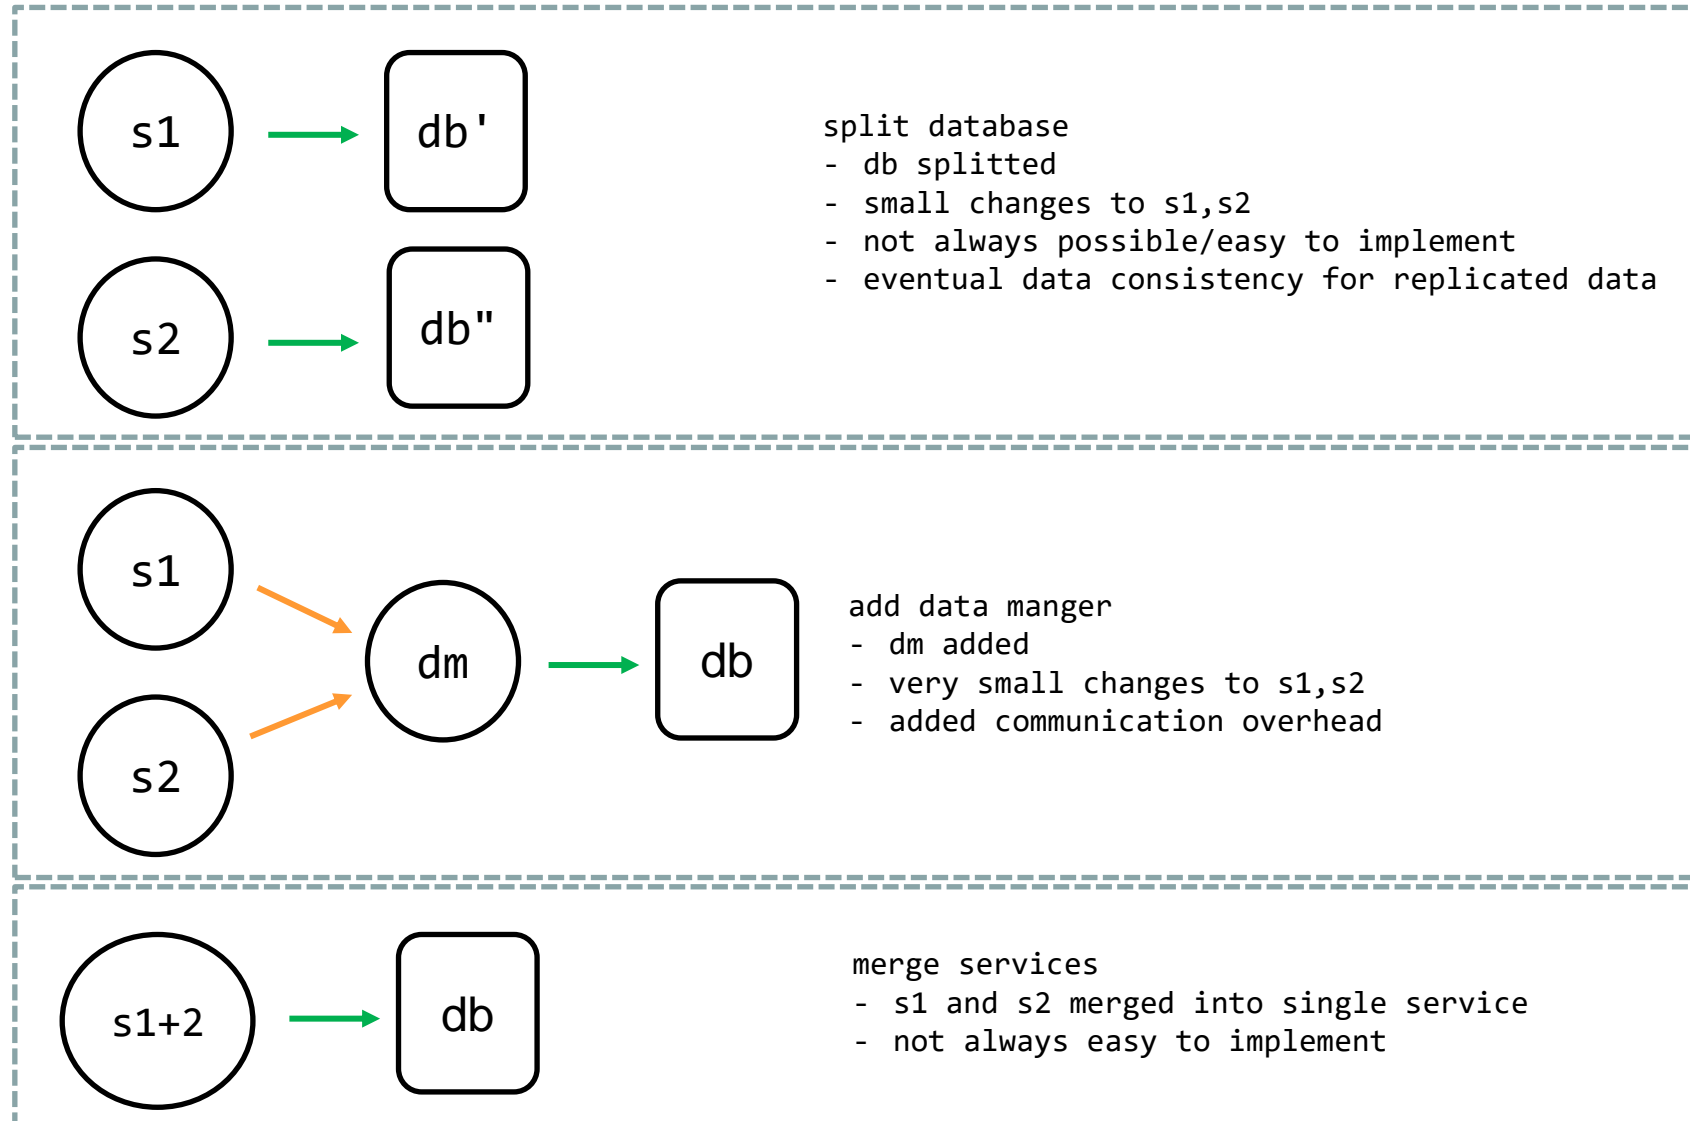 s1
db'
s2
db"
split database
- db splitted
- small changes to s1,s2
- not always possible/easy to implement
- eventual data consistency for replicated data
s1
s2
dm
db
add data manger
- dm added
- very small changes to s1,s2
- added communication overhead
s1+2
db
merge services
- s1 and s2 merged into single service
- not always easy to implement